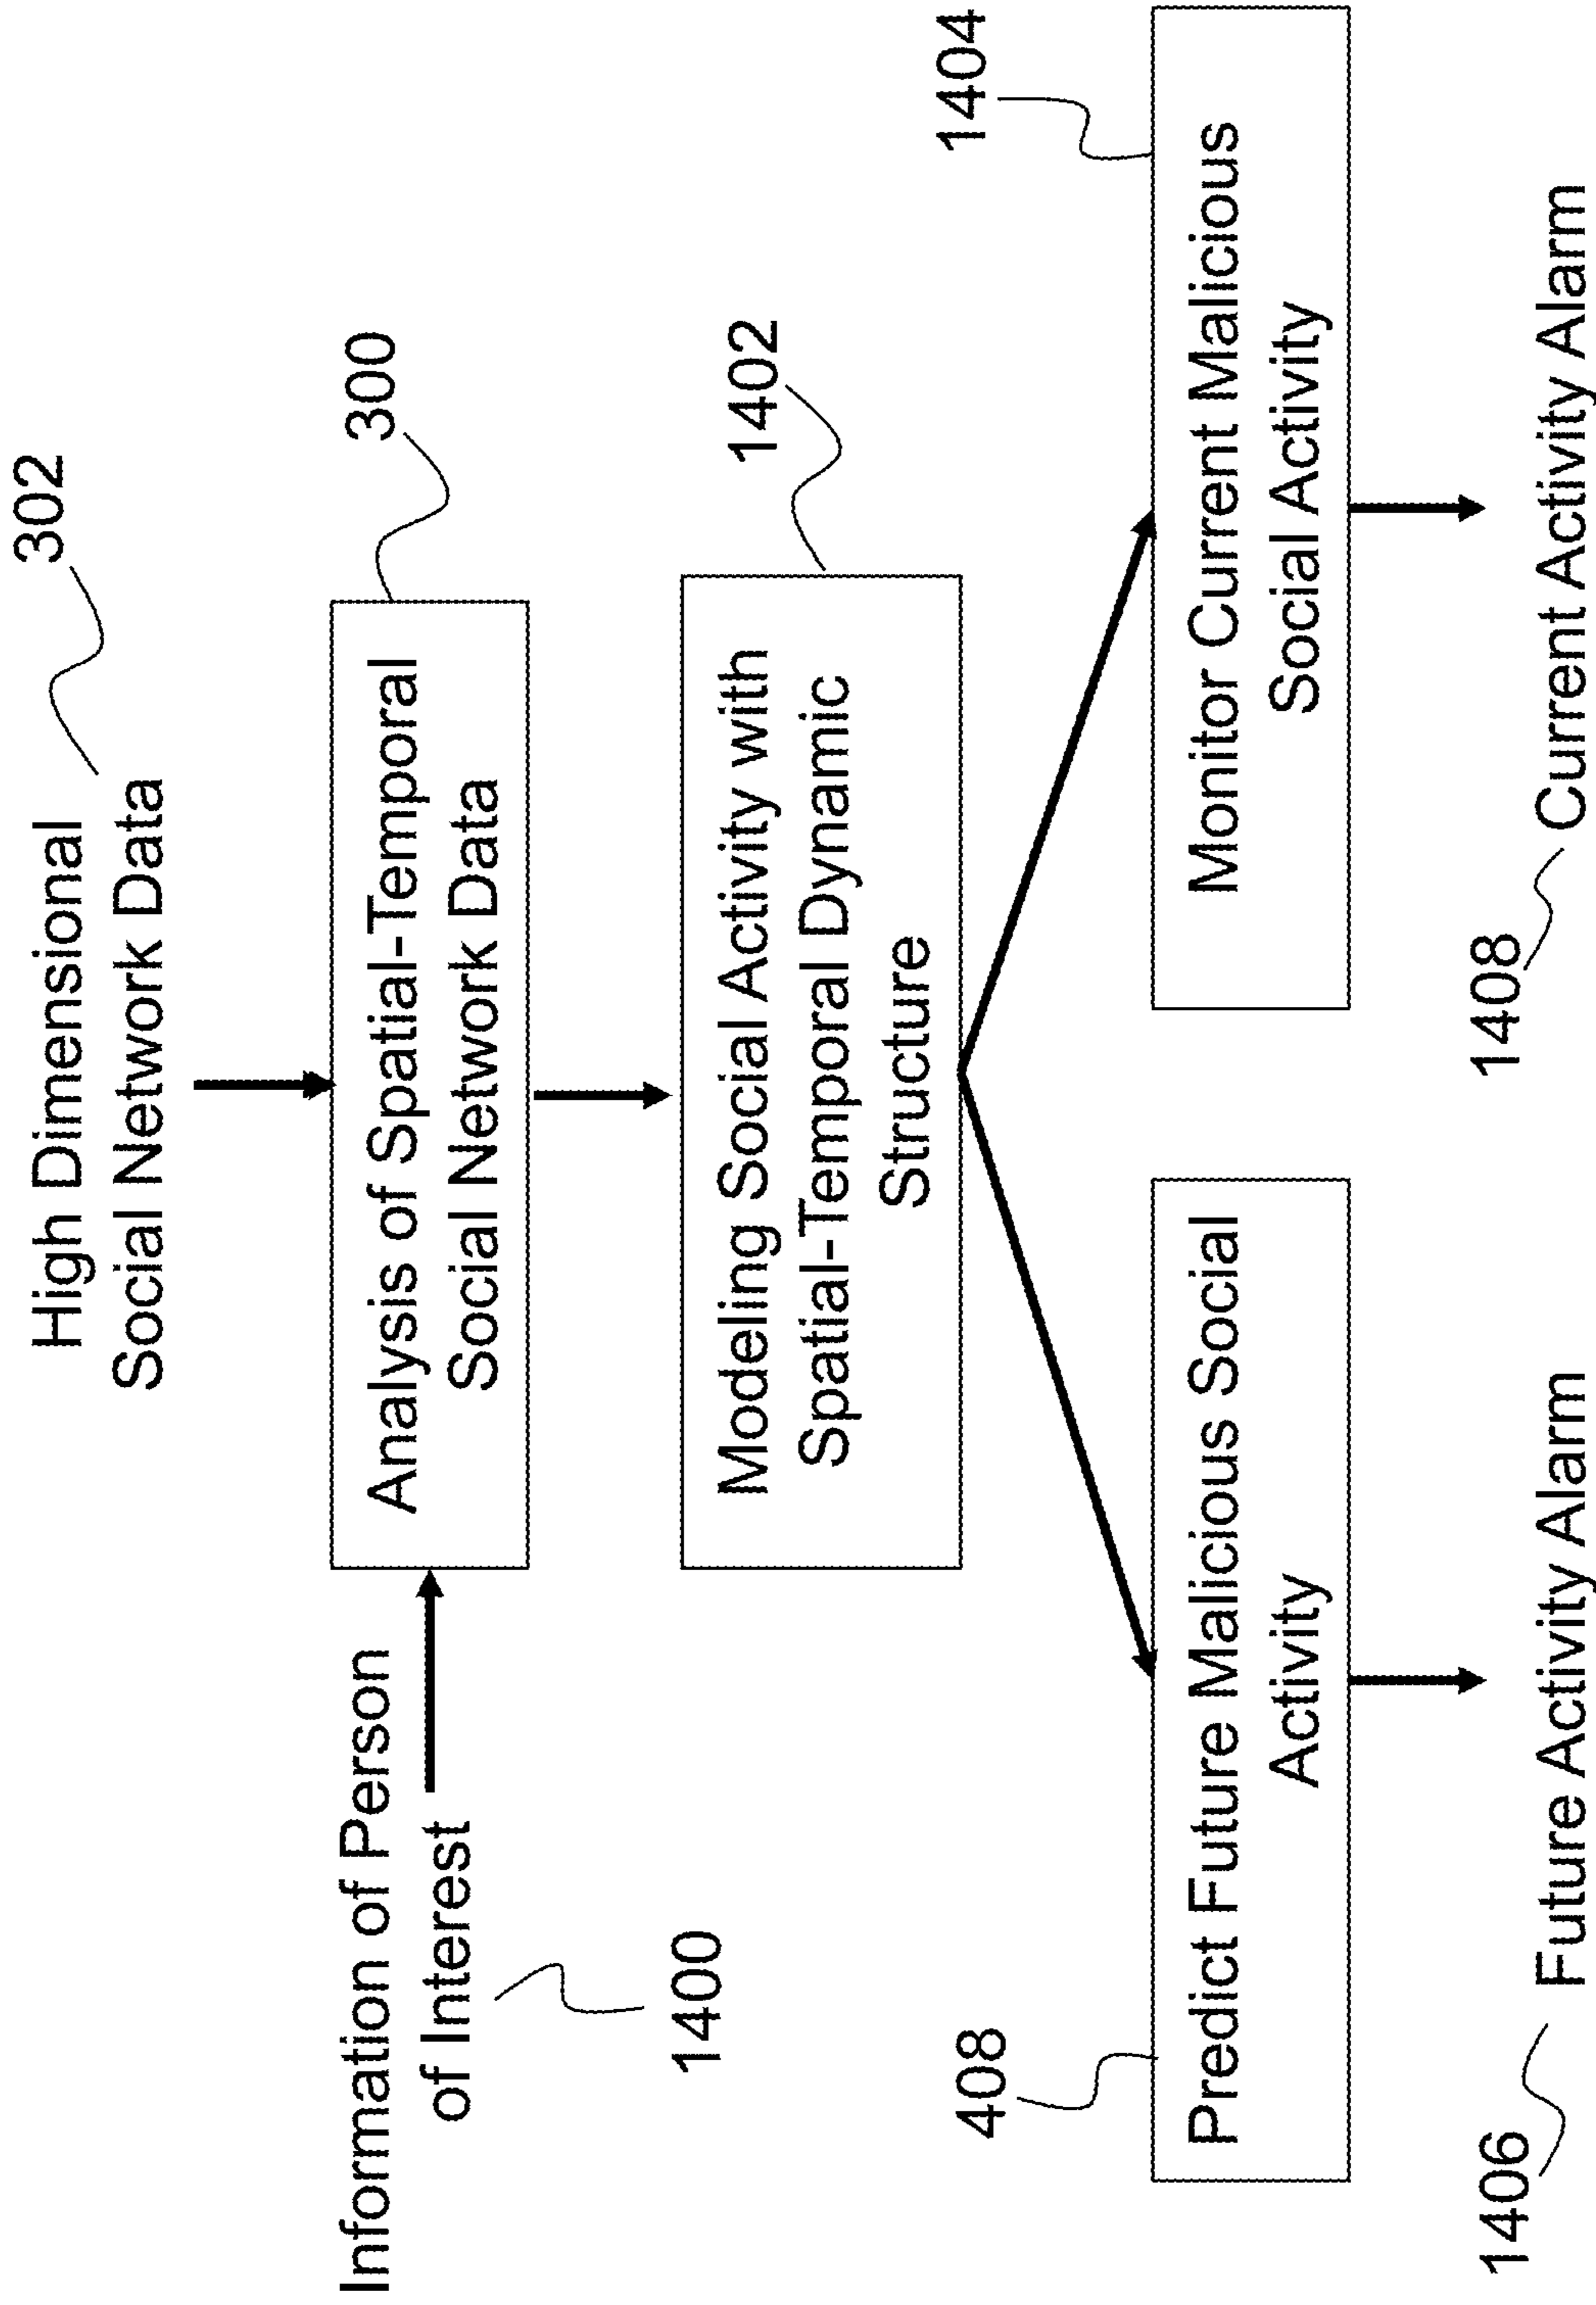 High Dimensional
Social Network Data
302
Information of Person
of Interest
1400
Analysis of Spatial-Temporal
Social Network Data
300
Modeling Social Activity with
Spatial-Temporal Dynamic
Structure
1402
408
Predict Future Malicious Social
Activity
1404
Monitor Current Malicious
Social Activity
1406
Future Activity Alarm
1408
Current Activity Alarm